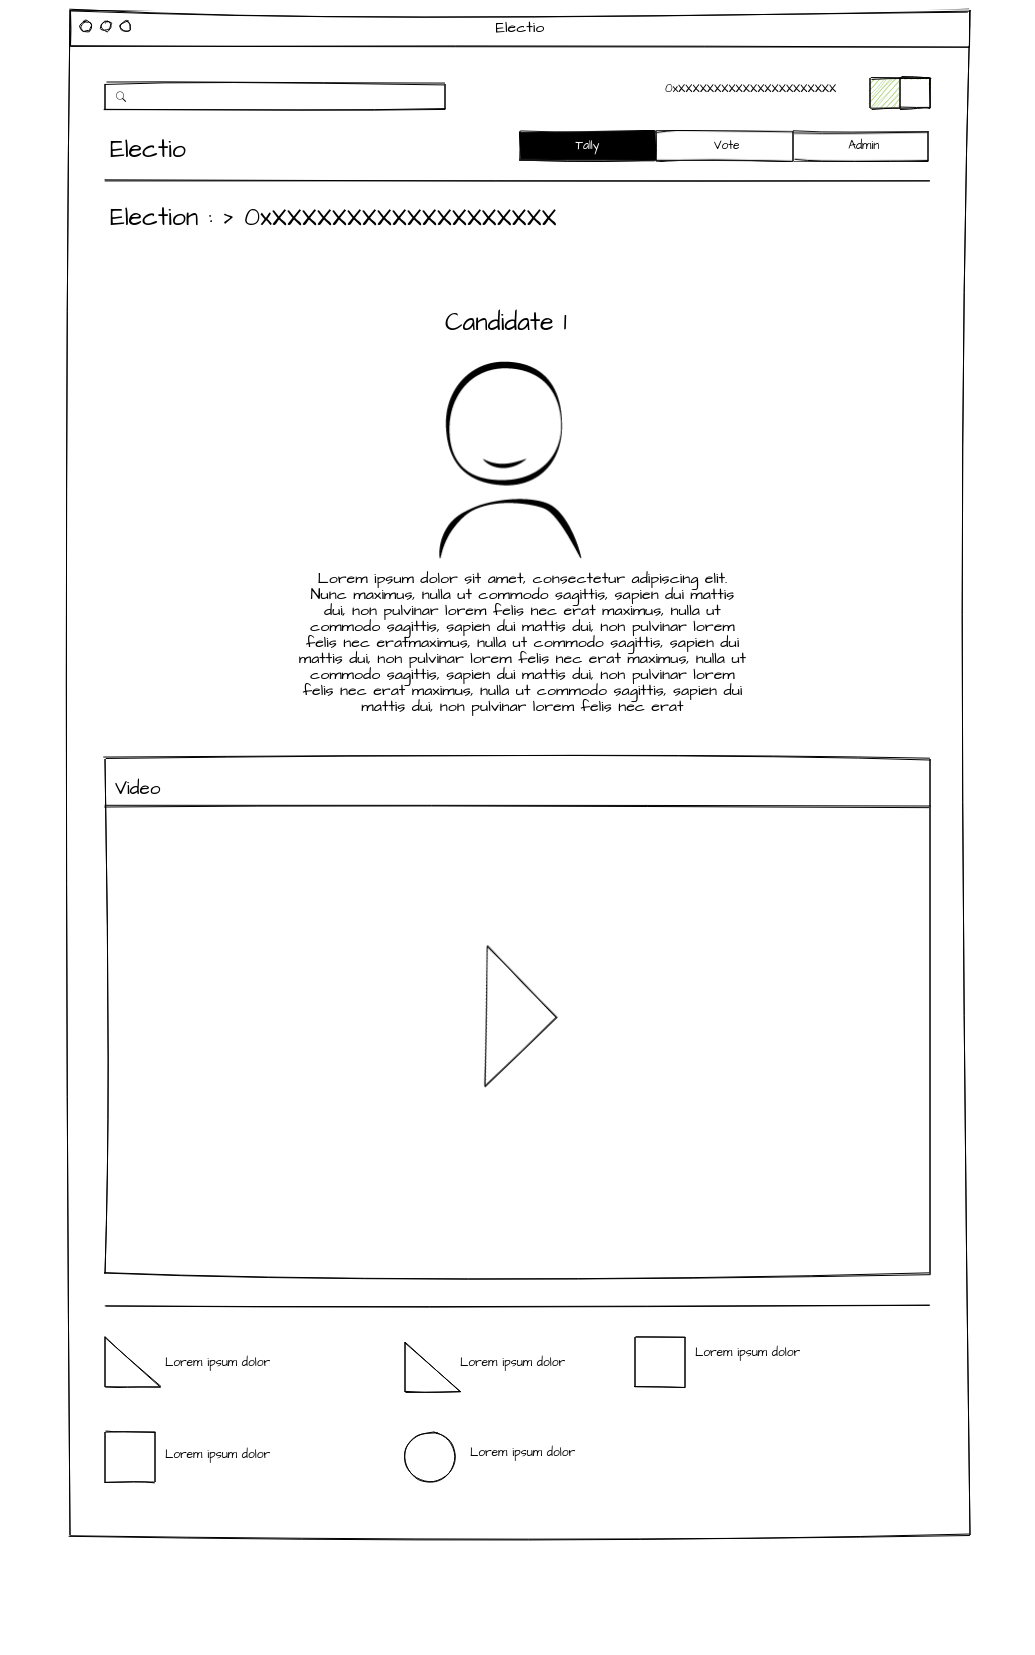 Electio
0xXXXXXXXXXXXXXXXXXXXXXX
Electio
Tally
Vote
Admin
Election : > 0xXXXXXXXXXXXXXXXXXXX
Candidate 1
Lorem ipsum dolor sit amet, consectetur adipiscing elit.
Nunc maximus, nulla ut commodo sagittis, sapien dui mattis
dui, non pulvinar lorem felis nec erat maximus, nulla ut
commodo sagittis, sapien dui mattis dui, non pulvinar lorem
felis nec eratmaximus, nulla ut commodo sagittis, sapien dui
mattis dui, non pulvinar lorem felis nec erat maximus, nulla ut
commodo sagittis, sapien dui mattis dui, non pulvinar lorem
felis nec erat maximus, nulla ut commodo sagittis, sapien dui
mattis dui, non pulvinar lorem felis nec erat
Video
Lorem ipsum dolor
Lorem ipsum dolor
Lorem ipsum dolor
Lorem ipsum dolor
Lorem ipsum dolor